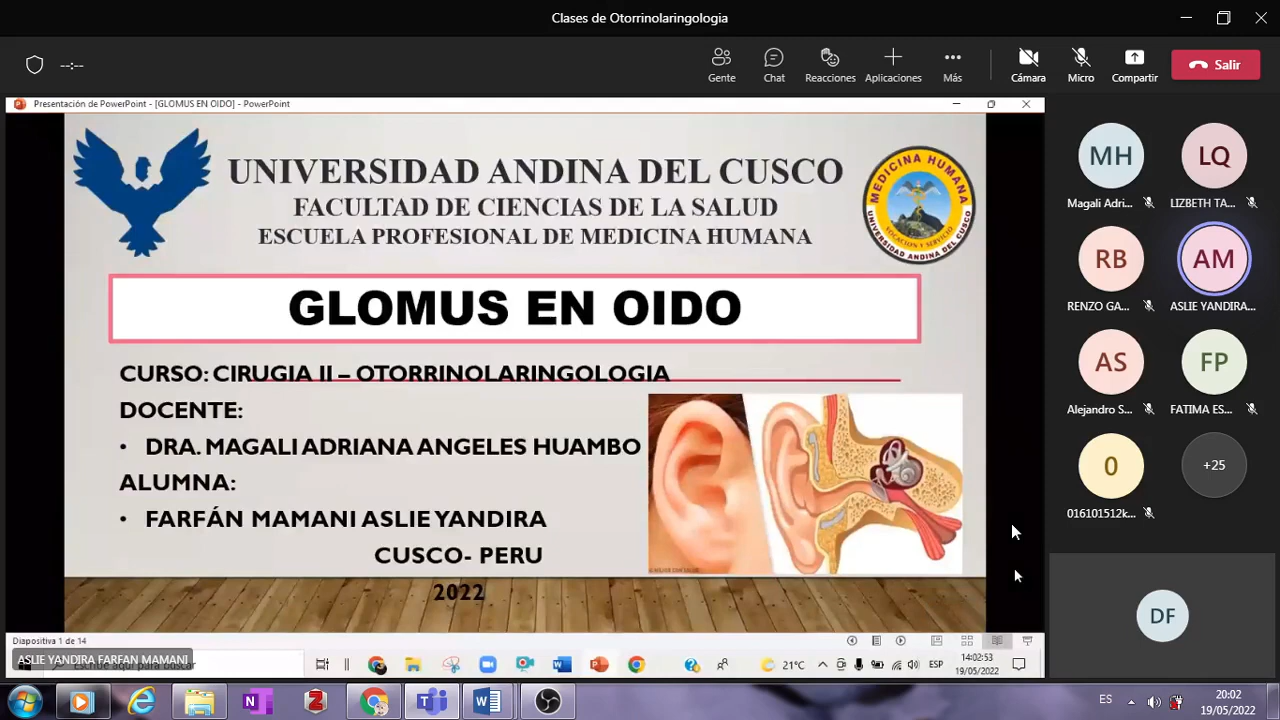 Clases de Otorrinolaringologia
--:--
Gente
Chat
Reacciones
Aplicaciones
Más
Cámara
Micro
Compartir
Salir
Presentación de PowerPoint - [GLOMUS EN OIDO] - PowerPoint
UNIVERSIDAD ANDINA DEL CUSCO
FACULTAD DE CIENCIAS DE LA SALUD
ESCUELA PROFESIONAL DE MEDICINA HUMANA
MEDICINA HUMANA
VOCACION Y SERVICIO
UNIVERSIDAD ANDINA DEL CUSCO
GLOMUS EN OIDO
CURSO: CIRUGIA II – OTORRINOLARINGOLOGIA
DOCENTE:
• DRA. MAGALI ADRIANA ANGELES HUAMBO
ALUMNA:
• FARFÁN MAMANI ASLIE YANDIRA
CUSCO- PERU
2022
MH
Magali Adri...
LQ
LIZBETH TA...
RB
RENZO GA...
AM
ASLIE YANDIRA...
AS
Alejandro S...
FP
FATIMA ES...
0
016101512k...
+25
DF
Diapositiva 1 de 14
ASLIE YANDIRA FARFAN MAMANI
21°C
ESP
14:02:53
19/05/2022
ES
20:02
19/05/2022